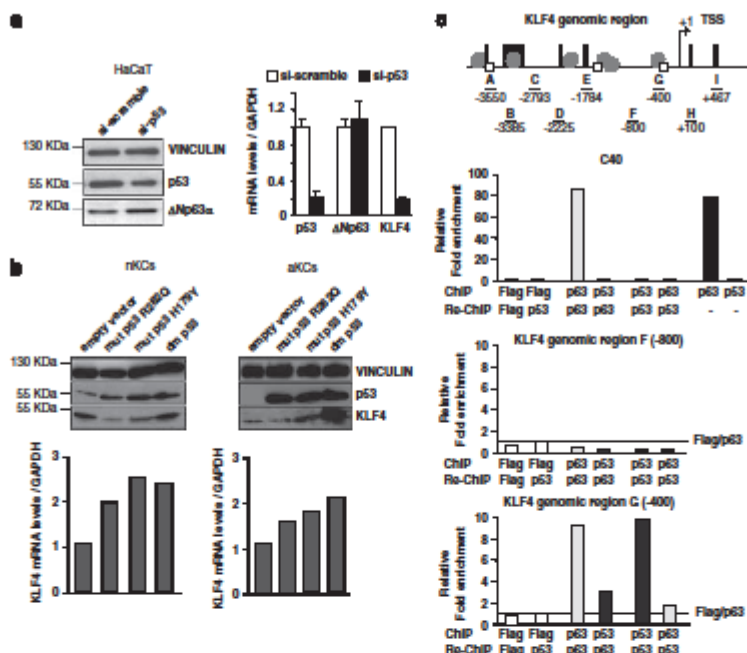 a
HaCaT
si-scramble
si-p53
130 KDa
VINCULIN
55 KDa
p53
72 KDa
ΔNp63α
si-scramble
si-p53
mRNA levels / GAPDH
1.2
0.8
0.4
0
p53
ΔNp63
KLF4
b
nKCs
empty vector
mut p53 R282Q
mut p53 H179Y
dm p53
130 KDa
55 KDa
55 KDa
aKCs
empty vector
mut p53 R282Q
mut p53 H179Y
dm p53
VINCULIN
p53
KLF4
KLF4 mRNA levels / GAPDH
3
2
1
0
KLF4 mRNA levels / GAPDH
3
2
1
0
c
KLF4 genomic region
+1
TSS
A
C
E
G
I
-3550
-2793
-1784
-400
+467
B
D
F
H
-3385
-2225
-800
+100
C40
Relative
Fold enrichment
100
80
60
40
20
0
ChIP Flag Flag p63 p53 p53 p63 p63 p53
Re-ChIP Flag p53 p63 p53 p63 p53 - -
KLF4 genomic region F (-800)
Relative
Fold enrichment
10
8
6
4
2
0
Flag/p63
ChIP Flag Flag p63 p53 p53 p63
Re-ChIP Flag p53 p63 p53 p63 p53
KLF4 genomic region G (-400)
Relative
Fold enrichment
10
8
6
4
2
0
Flag/p63
ChIP Flag Flag p63 p53 p53 p63
Re-ChIP Flag p53 p63 p53 p63 p53